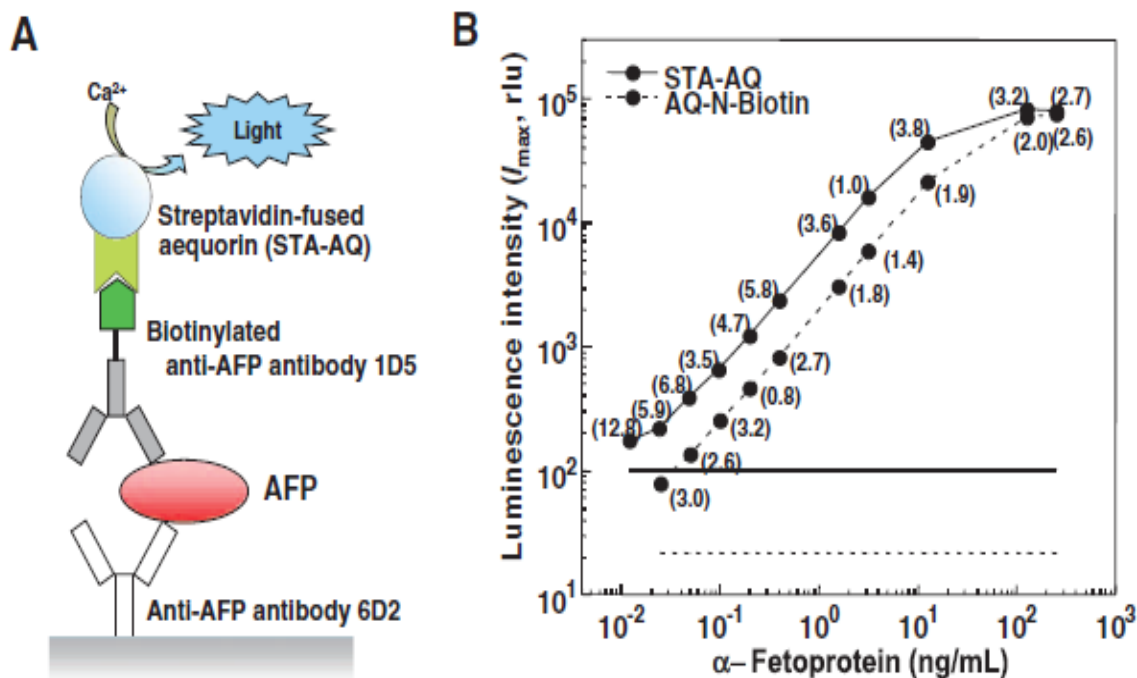 A
Ca2+
Light
Streptavidin-fused
aequorin (STA-AQ)
Biotinylated
anti-AFP antibody 1D5
AFP
Anti-AFP antibody 6D2
B
Luminescence intensity (Imax, rlu)
STA-AQ
AQ-N-Biotin
10^5
10^4
10^3
10^2
10^1
(3.2)
(2.7)
(3.8)
(2.0)
(2.6)
(1.0)
(1.9)
(3.6)
(1.4)
(5.8)
(1.8)
(4.7)
(2.7)
(3.5)
(0.8)
(6.8)
(3.2)
(5.9)
(2.6)
(3.0)
10^-2
10^-1
10^0
10^1
10^2
10^3
α– Fetoprotein (ng/mL)